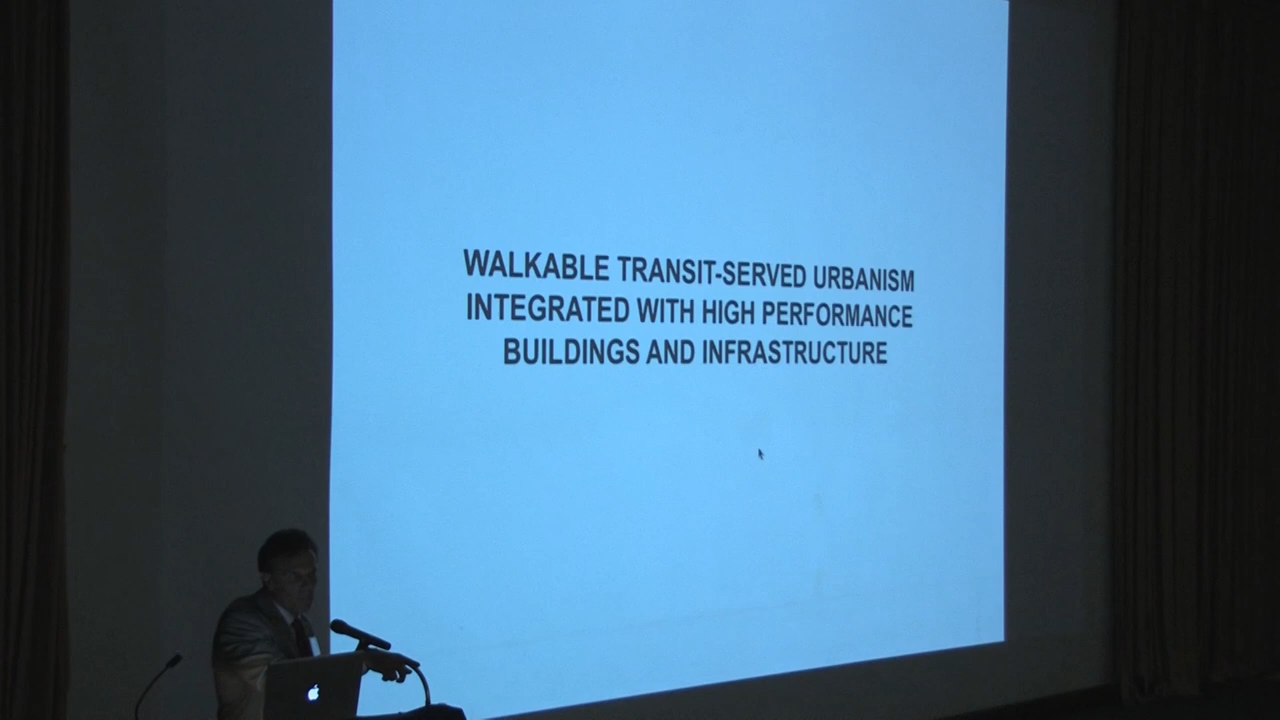 WALKABLE TRANSIT-SERVED URBANISM
INTEGRATED WITH HIGH PERFORMANCE
BUILDINGS AND INFRASTRUCTURE